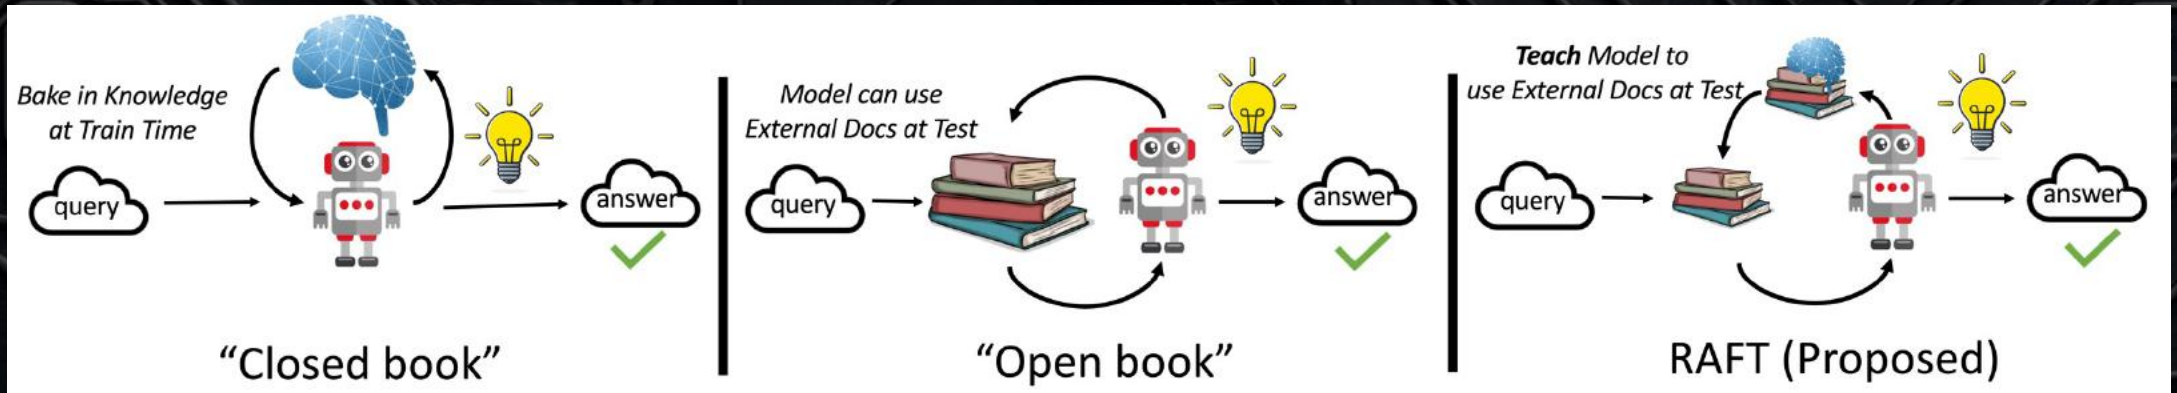 Bake in Knowledge
at Train Time
query
answer
“Closed book”
Model can use
External Docs at Test
query
answer
“Open book”
Teach Model to
use External Docs at Test
query
answer
RAFT (Proposed)